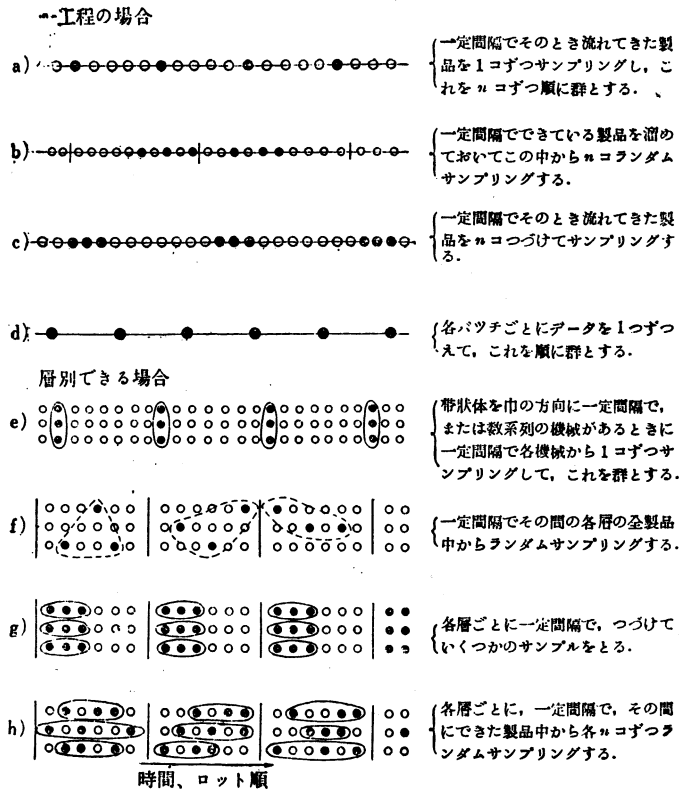 一工程の場合
a)
一定間隔でそのとき流れてきた製
品を1コずつサンプリングし，こ
れを n コずつ順に群とする．
b)
一定間隔でできている製品を溜め
ておいてこの中から n コランダム
サンプリングする．
c)
一定間隔でそのとき流れてきた製
品を n コつづけてサンプリングす
る．
d)
各バッチごとにデータを1つずつ
えて，これを順に群とする．
層別できる場合
e)
帯状体を巾の方向に一定間隔で，
または数系列の機械があるときに
一定間隔で各機械から1コずつサ
ンプリングして，これを群とする．
f)
一定間隔でその間の各層の全製品
中からランダムサンプリングする．
g)
各層ごとに一定間隔で，つづけて
いくつかのサンプルをとる．
h)
各層ごとに，一定間隔で，その間
にできた製品中から各 n コずつラ
ンダムサンプリングする．
時間、ロット順